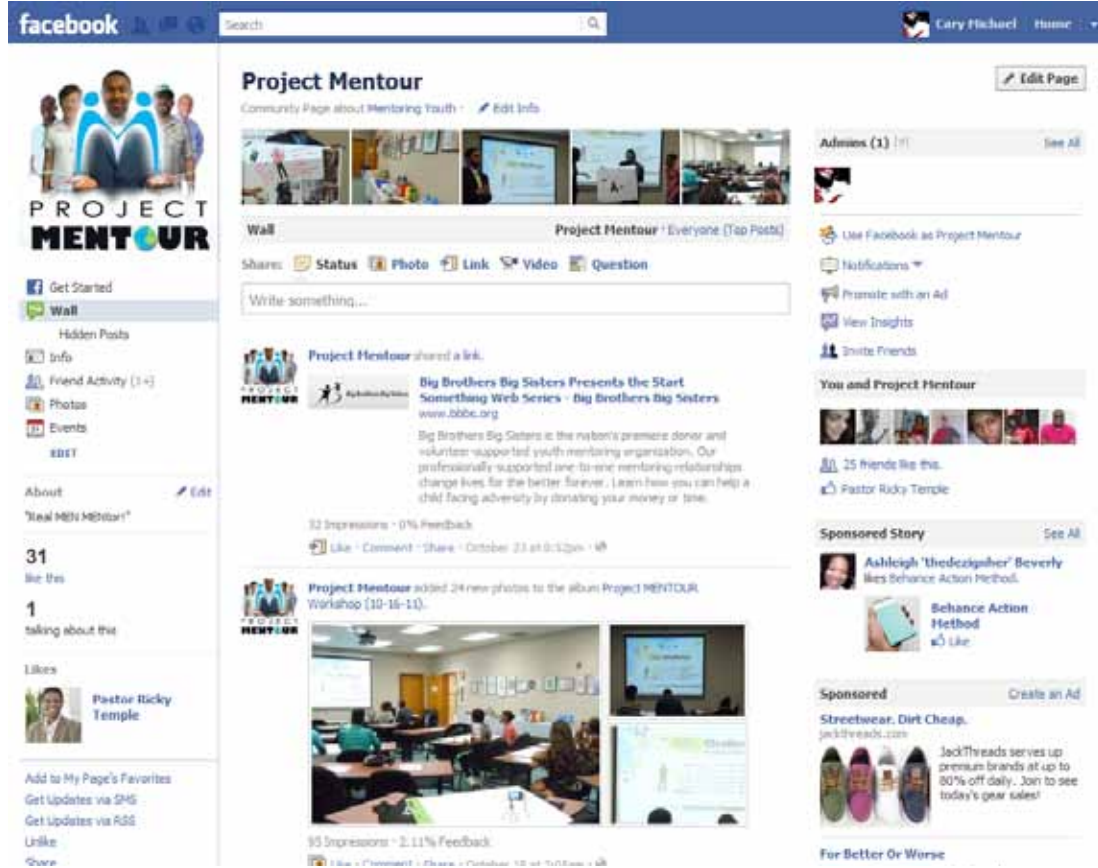 facebook
Search
Cary Michael Home
PROJECT
MENTOUR
Get Started
Wall
Hidden Posts
Info
Friend Activity (1+)
Photos
Events
EDIT
About Edit
"Real MEN MENtor!"
31
like this
1
talking about this
Likes
Pastor Ricky
Temple
Add to My Page's Favorites
Get Updates via SMS
Get Updates via RSS
Unlike
Share
Project Mentour
Community Page about Mentoring Youth · Edit Info
Wall Project Mentour · Everyone (Top Posts)
Share: Status Photo Link Video Question
Write something...
Project Mentour shared a link.
Big Brothers Big Sisters Presents the Start
Something Web Series - Big Brothers Big Sisters
www.bbbs.org
Big Brothers Big Sisters is the nation's premiere donor and
volunteer-supported youth mentoring organization. Our
professionally supported one-to-one mentoring relationships
change lives for the better forever. Learn how you can help a
child facing adversity by donating your money or time.
32 Impressions · 0% Feedback
Like · Comment · Share · October 23 at
Project Mentour added 24 new photos to the album Project MENTOUR
Workshop (10-16-11).
95 Impressions · 2.11% Feedback
Like · Comment · Share · October
Edit Page
Admins (1) [?] See All
Use Facebook as Project Mentour
Notifications
Promote with an Ad
View Insights
Invite Friends
You and Project Mentour
25 friends like this.
Pastor Ricky Temple
Sponsored Story See All
Ashleigh 'thedezignher' Beverly
likes Behance Action Method.
Behance Action
Method
Like
Sponsored Create an Ad
Streetwear. Dirt Cheap.
jackthreads.com
JackThreads serves up
premium brands at up to
80% off daily. Join to see
today's gear sales!
For Better Or Worse